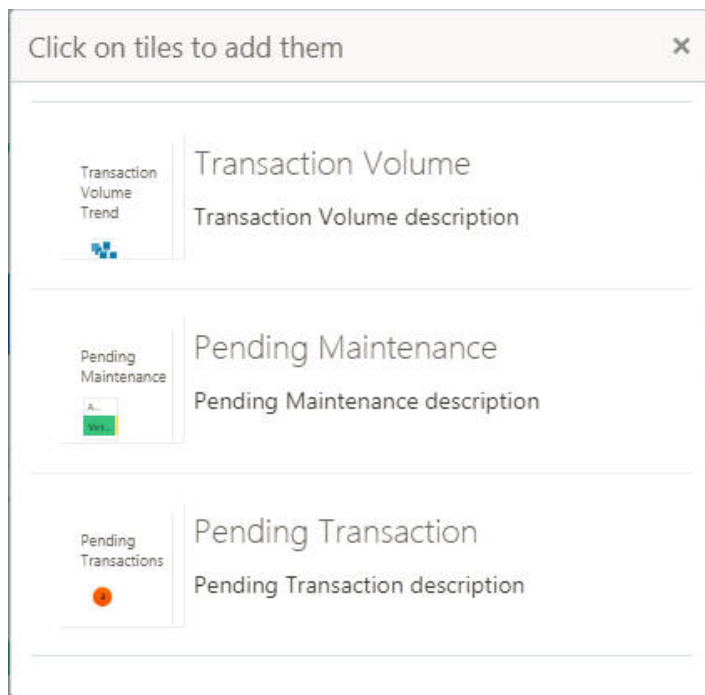 Click on tiles to add them
Transaction
Volume
Trend
Transaction Volume
Transaction Volume description
Pending
Maintenance
A...
Pending Maintenance
Pending Maintenance description
Pending
Transactions
Pending Transaction
Pending Transaction description